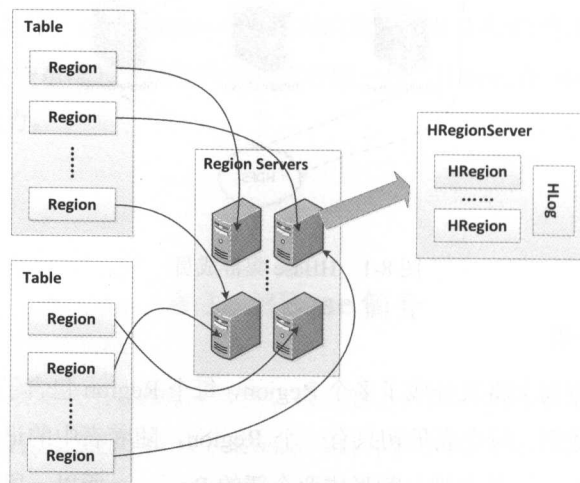 Table
Region
Region
......
Region
Table
Region
Region
......
Region
Region Servers
......
HRegionServer
HRegion
......
HRegion
HLog